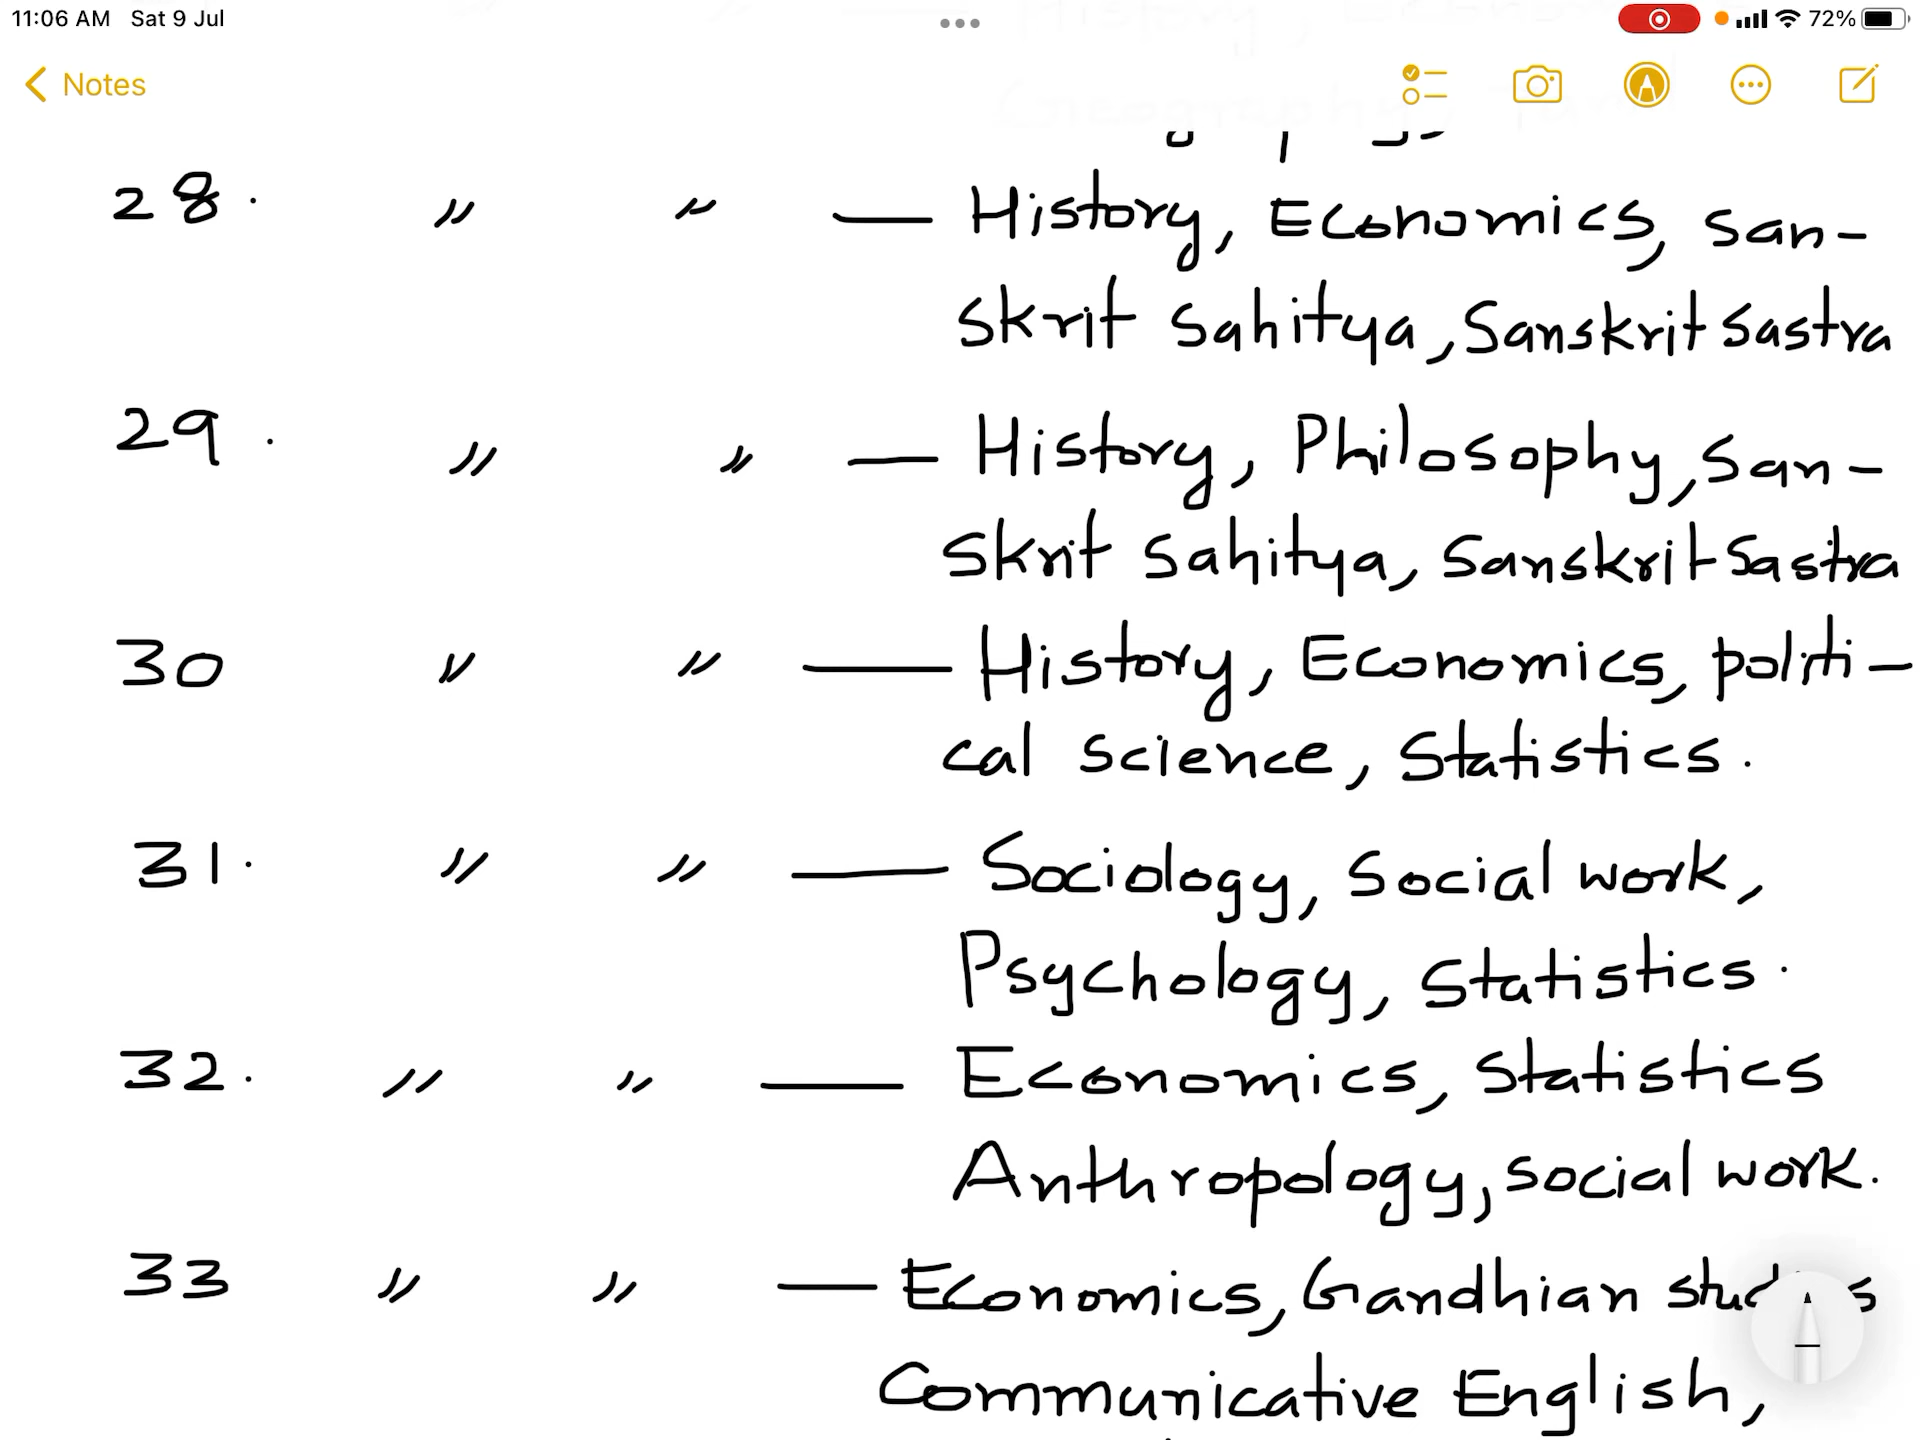 11:06 AM Sat 9 Jul 72%
Notes
28. " " — History, Economics, San-
skrit Sahitya, Sanskrit Sastra
29. " " — History, Philosophy, San-
skrit Sahitya, Sanskrit Sastra
30 " " — History, Economics, politi-
cal science, Statistics.
31. " " — Sociology, Social work,
Psychology, Statistics.
32. " " — Economics, Statistics
Anthropology, social work.
33 " " — Economics, Gandhian
Communicative English,